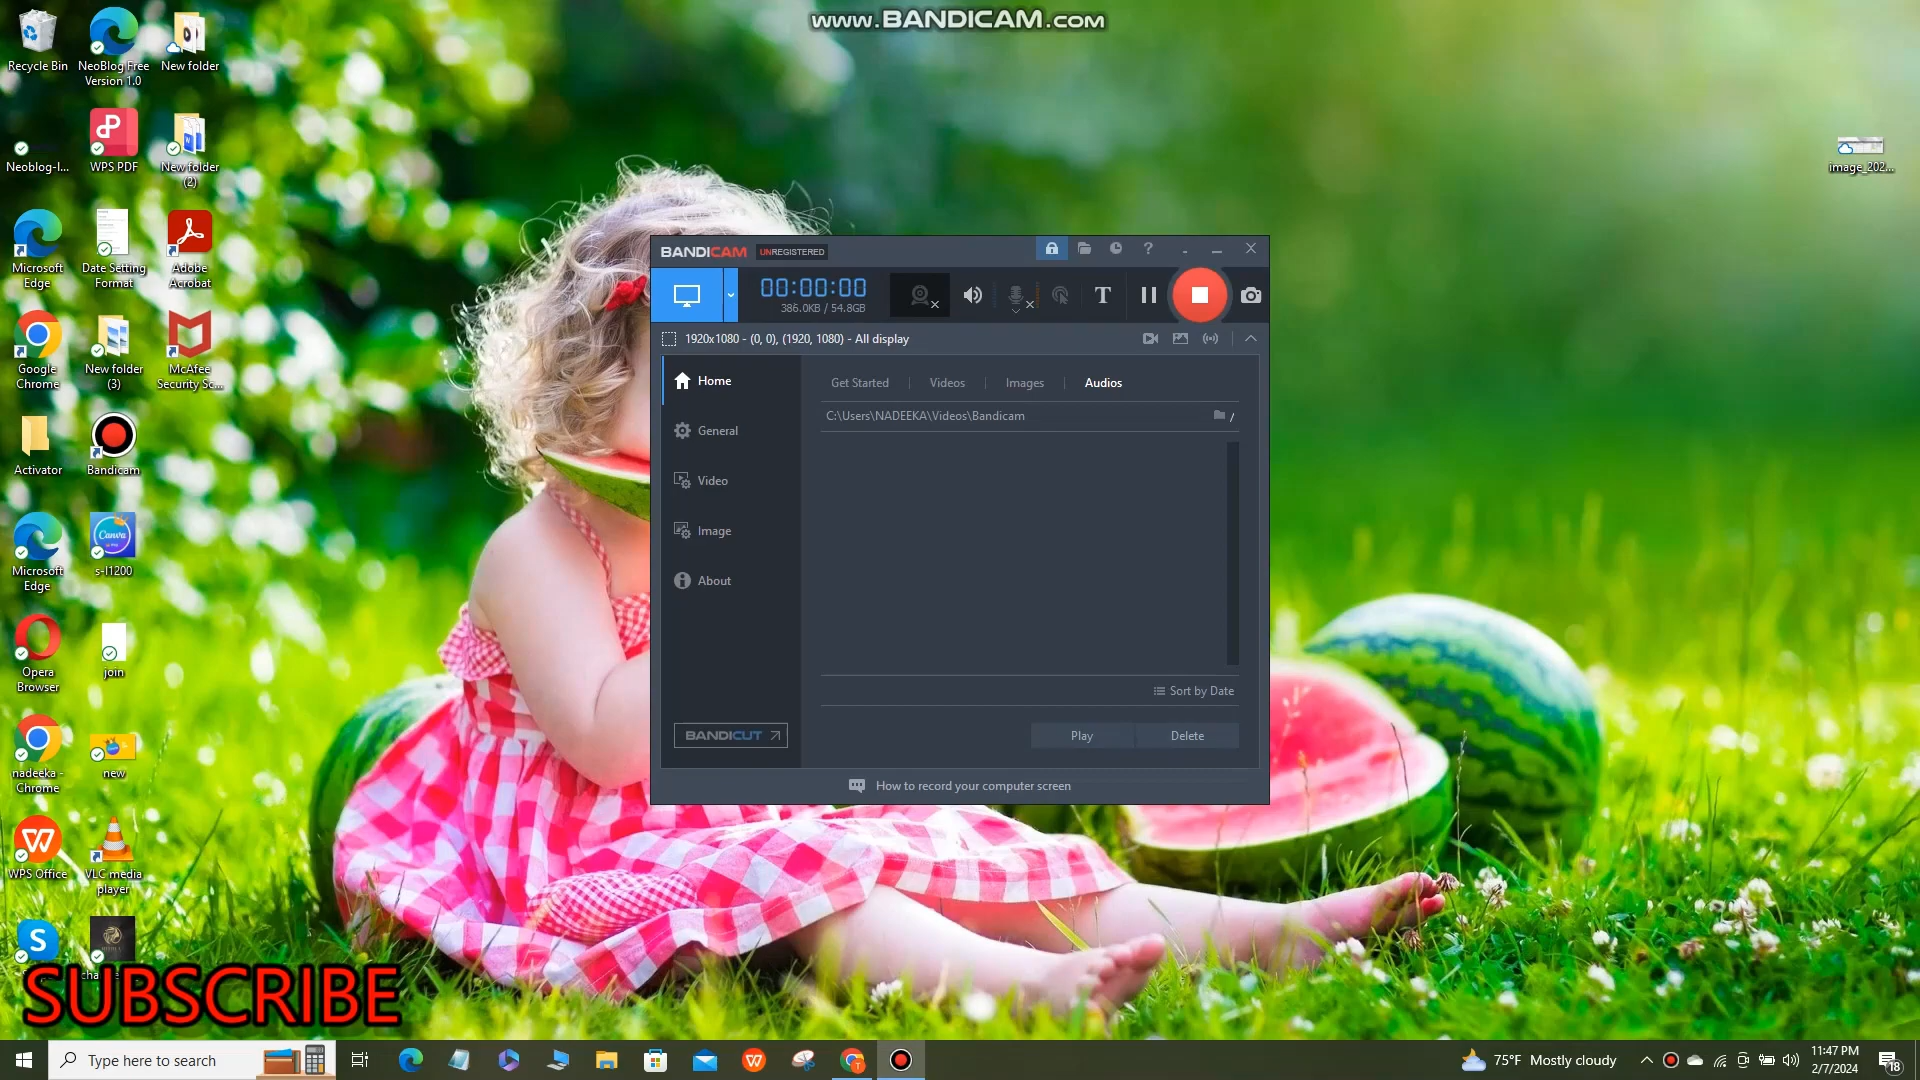 www.BANDICAM.com
Recycle Bin
NeoBlog Free
Version 1.0
New folder
Neoblog-I...
WPS PDF
New folder
(2)
image_202...
Microsoft
Edge
Date Setting
Format
Adobe
Acrobat
Google
Chrome
New folder
(3)
McAfee
Security Sc...
Activator
Bandicam
Microsoft
Edge
Canva
s-l1200
Opera
Browser
join
nadeeka -
Chrome
new
WPS Office
VLC media
player
SUBSCRIBE
BANDICAM UNREGISTERED
00:00:00
386.0KB / 54.8GB
1920x1080 - (0, 0), (1920, 1080) - All display
Home
General
Video
Image
About
BANDICUT
Get Started
Videos
Images
Audios
C:\Users\NADEEKA\Videos\Bandicam
Sort by Date
Play
Delete
How to record your computer screen
Type here to search
75°F Mostly cloudy
11:47 PM
2/7/2024
18